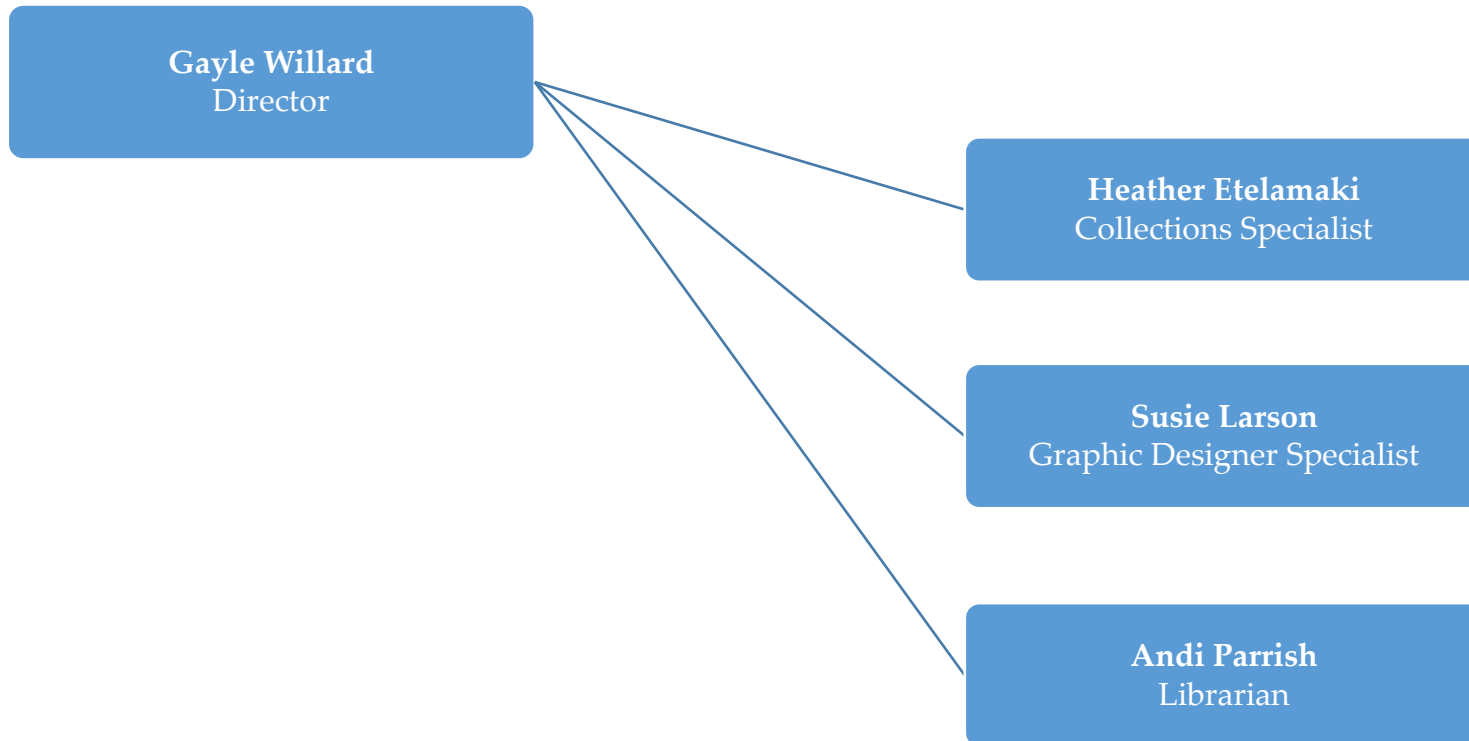 Gayle Willard
Director
Heather Etelamaki
Collections Specialist
Susie Larson
Graphic Designer Specialist
Andi Parrish
Librarian